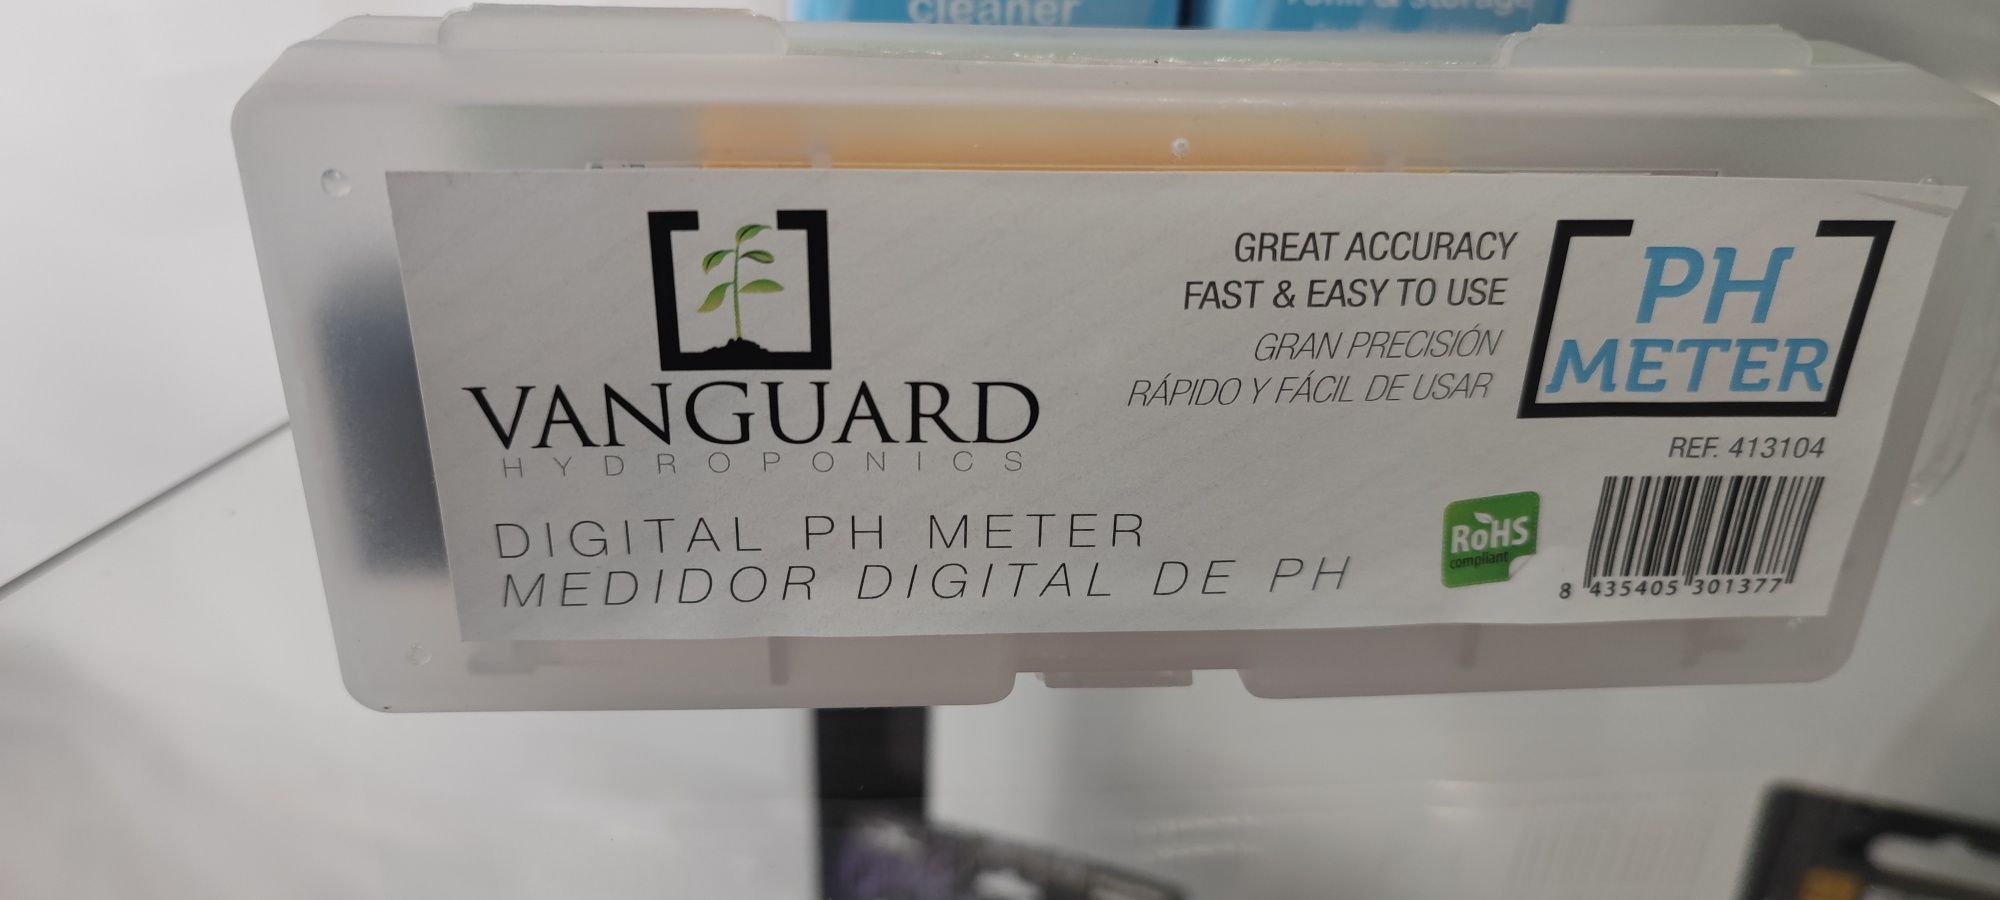 cleaner
& storage
VANGUARD
HYDROPONICS
DIGITAL PH METER
MEDIDOR DIGITAL DE PH
GREAT ACCURACY
FAST & EASY TO USE
GRAN PRECISIÓN
RÁPIDO Y FÁCIL DE USAR
PH
METER
REF. 413104
RoHS
compliant
8 435405 301377